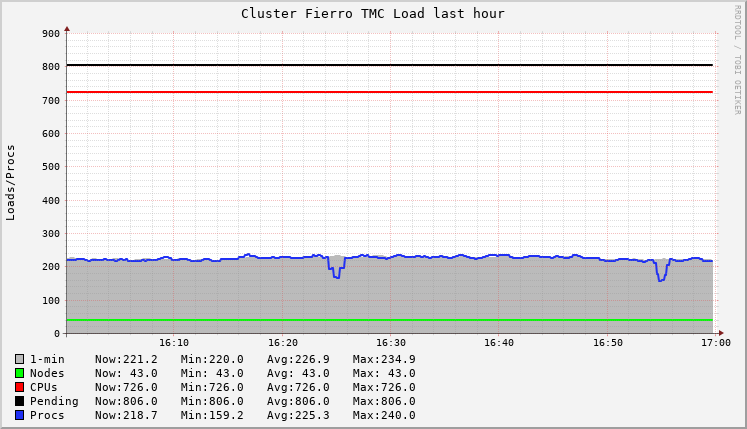 Cluster Fierro TMC Load last hour
RRDTOOL / TOBI OETIKER
Loads/Procs
900
800
700
600
500
400
300
200
100
0
16:10 16:20 16:30 16:40 16:50 17:00
1-min Now:221.2 Min:220.0 Avg:226.9 Max:234.9
Nodes Now: 43.0 Min: 43.0 Avg: 43.0 Max: 43.0
CPUs Now:726.0 Min:726.0 Avg:726.0 Max:726.0
Pending Now:806.0 Min:806.0 Avg:806.0 Max:806.0
Procs Now:218.7 Min:159.2 Avg:225.3 Max:240.0